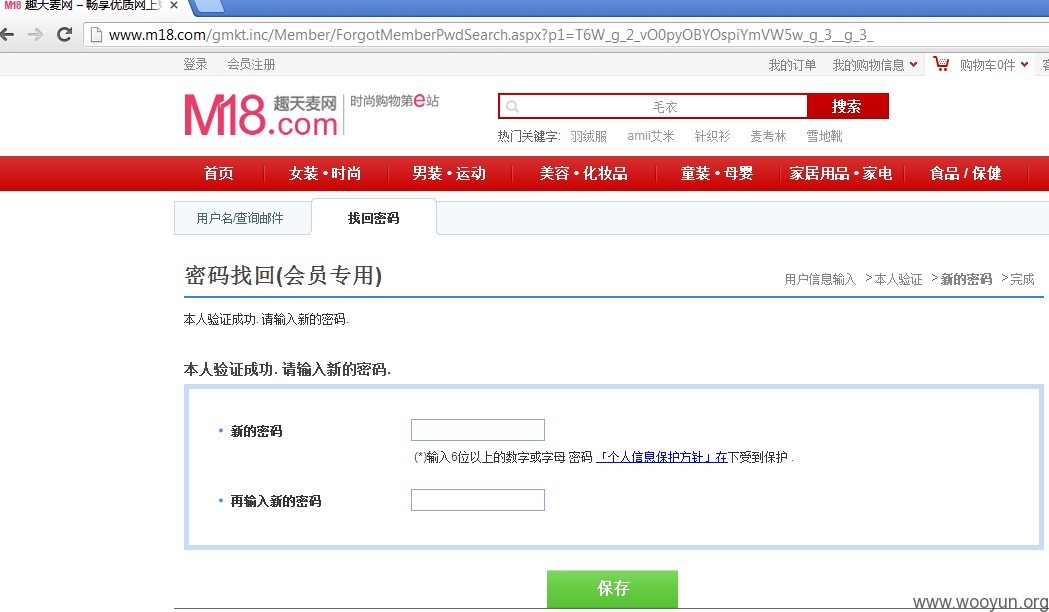 M18 趣天麦网 – 畅享优质网上
www.m18.com/gmkt.inc/Member/ForgotMemberPwdSearch.aspx?p1=T6W_g_2_vO0pyOBYOspiYmVW5w_g_3__g_3_
登录 会员注册 我的订单 我的购物信息 购物车0件
M18.com 趣天麦网 时尚购物第e站
毛衣 搜索
热门关键字: 羽绒服 amii艾米 针织衫 麦考林 雪地靴
首页 女装 • 时尚 男装 • 运动 美容 • 化妆品 童装 • 母婴 家居用品 • 家电 食品 / 保健
用户名/查询邮件 找回密码
密码找回(会员专用) 用户信息输入 > 本人验证 > 新的密码 > 完成
本人验证成功. 请输入新的密码.
本人验证成功. 请输入新的密码.
• 新的密码
(*)输入6位以上的数字或字母 密码 「个人信息保护方针」在下受到保护 .
• 再输入新的密码
保存
www.wooyun.org